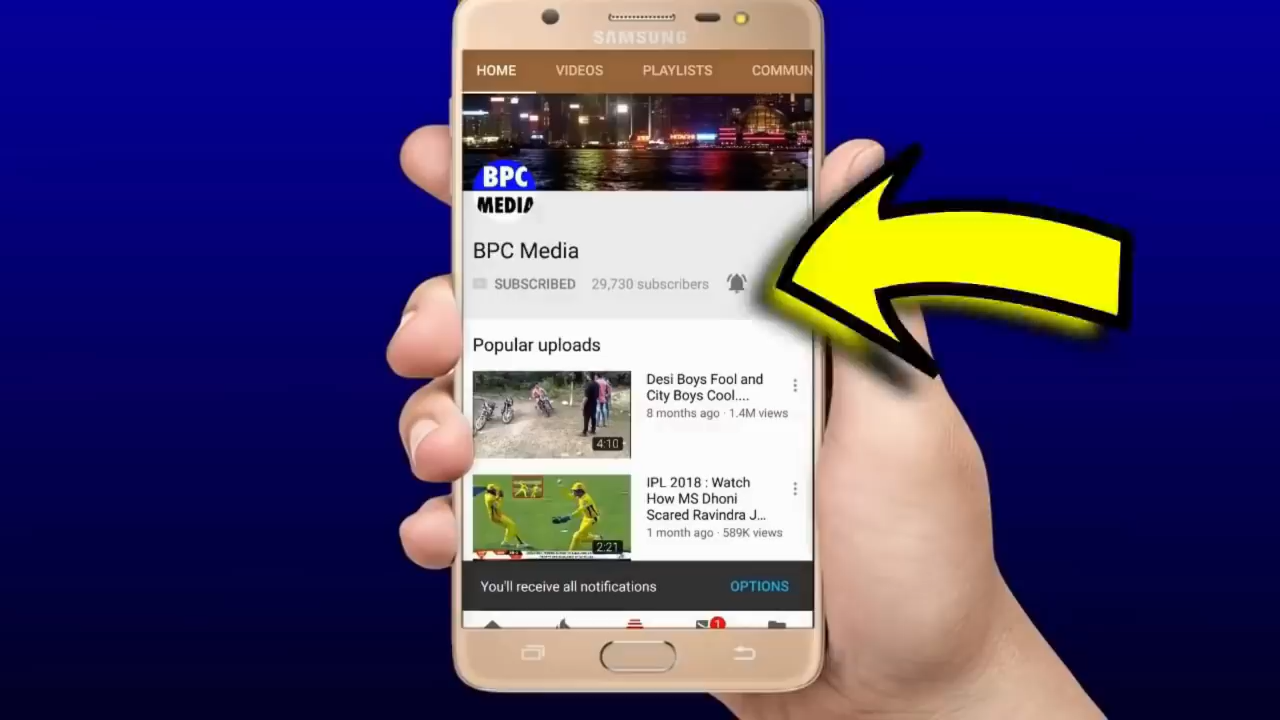 SAMSUNG
HOME VIDEOS PLAYLISTS COMMUN
HITACHI
BPC
MEDIA
BPC Media
SUBSCRIBED 29,730 subscribers
Popular uploads
Desi Boys Fool and
City Boys Cool....
8 months ago · 1.4M views
4:10
IPL 2018 : Watch
How MS Dhoni
Scared Ravindra J...
1 month ago · 589K views
2:21
You'll receive all notifications OPTIONS
1